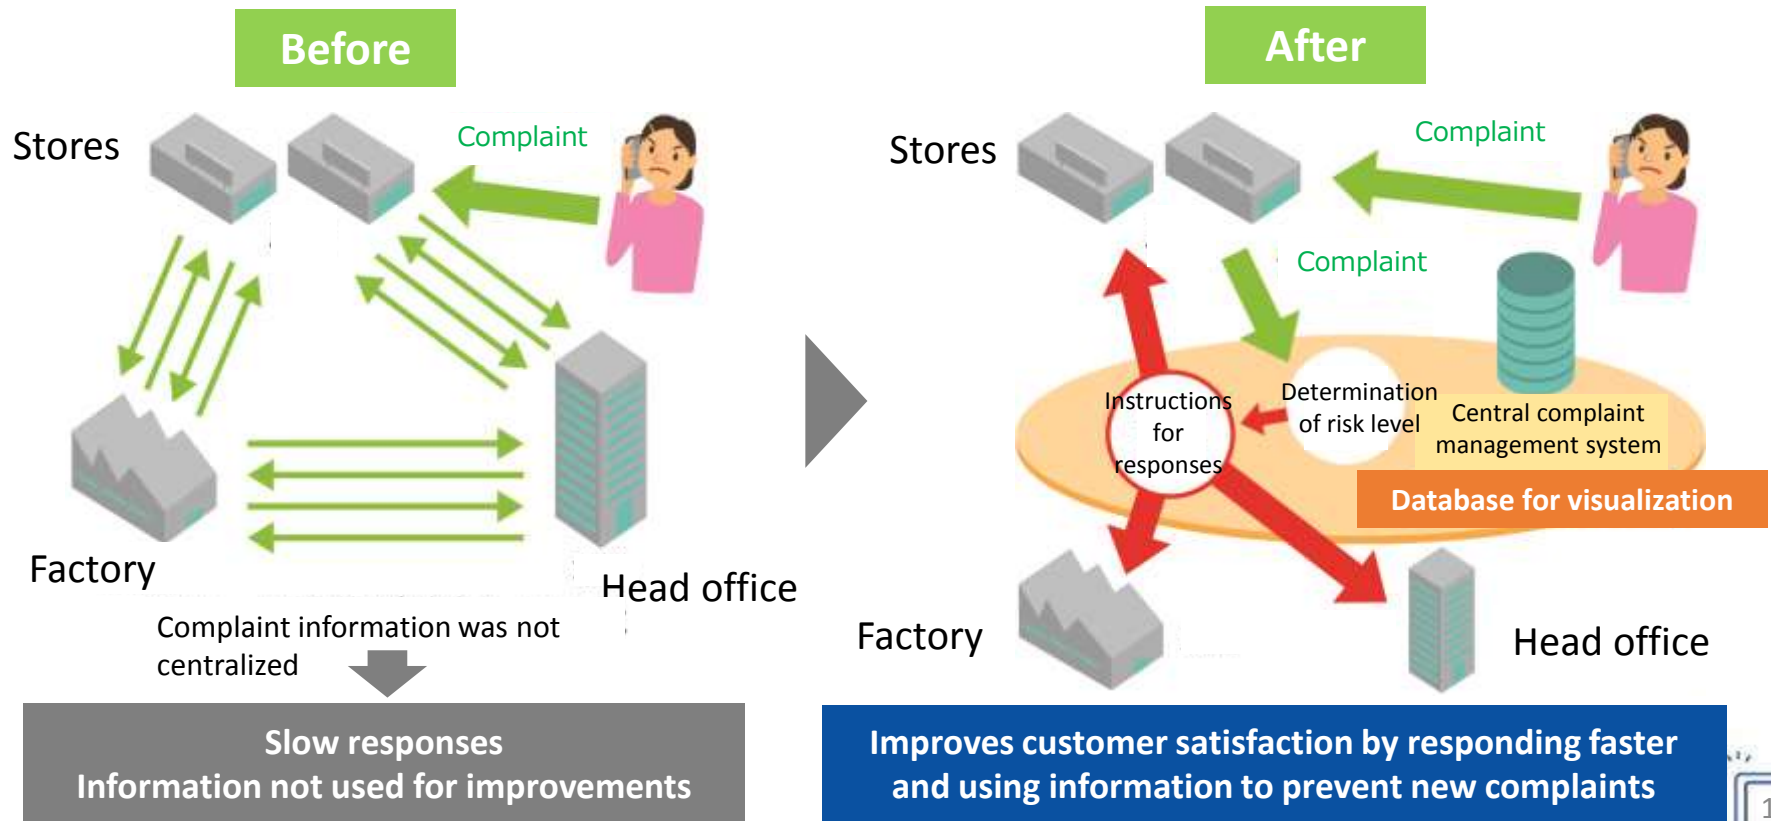 Before
Stores
Complaint
Factory
Head office
Complaint information was not
centralized
Slow responses
Information not used for improvements
After
Stores
Complaint
Complaint
Instructions
for
responses
Determination
of risk level
Central complaint
management system
Database for visualization
Factory
Head office
Improves customer satisfaction by responding faster
and using information to prevent new complaints